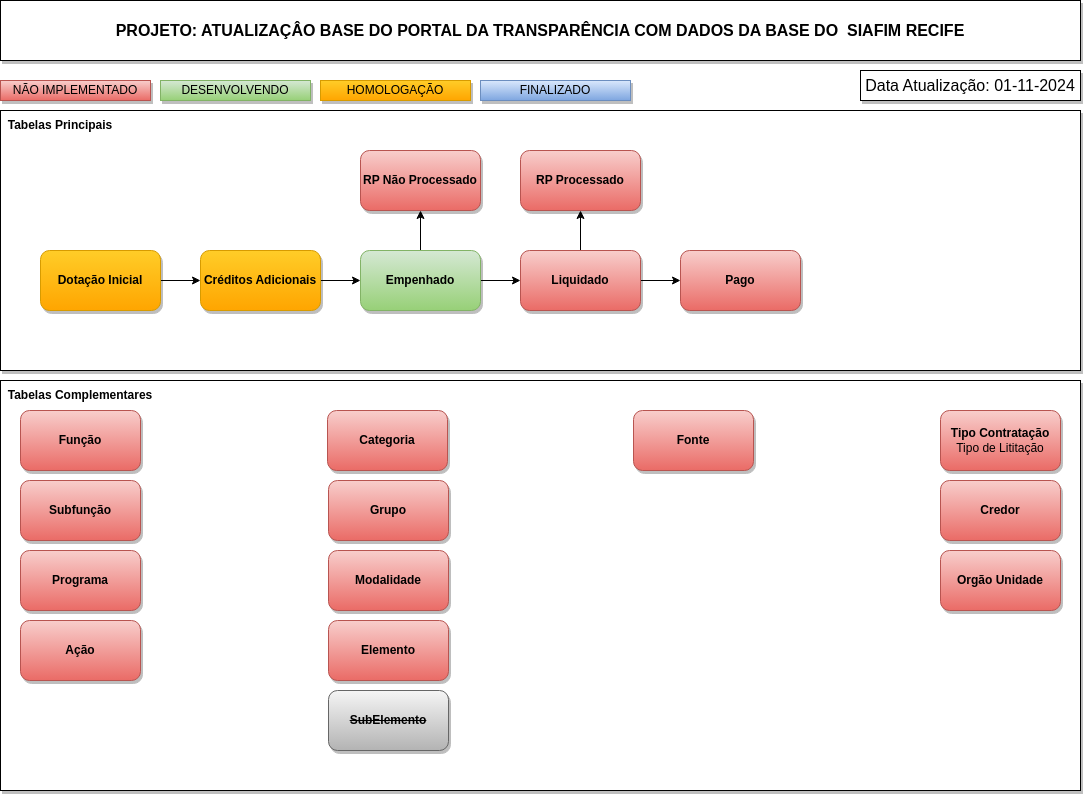 PROJETO: ATUALIZAÇÂO BASE DO PORTAL DA TRANSPARÊNCIA COM DADOS DA BASE DO  SIAFIM RECIFE
NÃO IMPLEMENTADO
DESENVOLVENDO
HOMOLOGAÇÃO
FINALIZADO
Data Atualização: 01-11-2024
Tabelas Principais
RP Não Processado
RP Processado
Dotação Inicial
Créditos Adicionais
Empenhado
Liquidado
Pago
Tabelas Complementares
Função
Categoria
Fonte
Tipo Contratação
Tipo de Lititação
Subfunção
Grupo
Credor
Programa
Modalidade
Orgão Unidade
Ação
Elemento
SubElemento